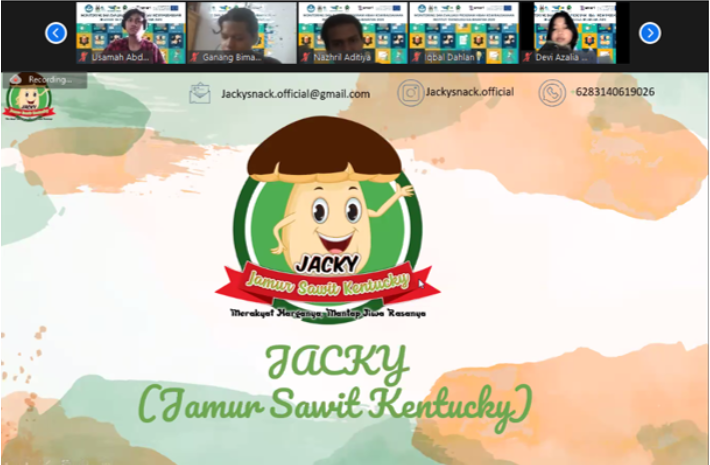 Usamah Abd...
Ganang Bima...
Nazhril Aditiya
Iqbal Dahlan
Devi Azalia ...
Recording...
Jackysnack.official@gmail.com
Jackysnack.official
6283140619026
JACKY
Jamur Sawit Kentucky
Merakyat Harganya Mantap Jiwa Rasanya
JACKY
(Jamur Sawit Kentucky)